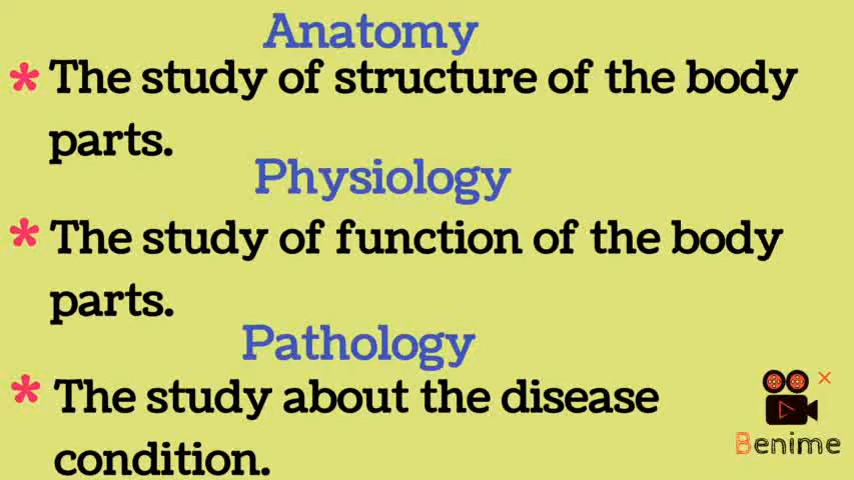 Anatomy
* The study of structure of the body
parts.
Physiology
* The study of function of the body
parts.
Pathology
* The study about the disease
condition.
Benime